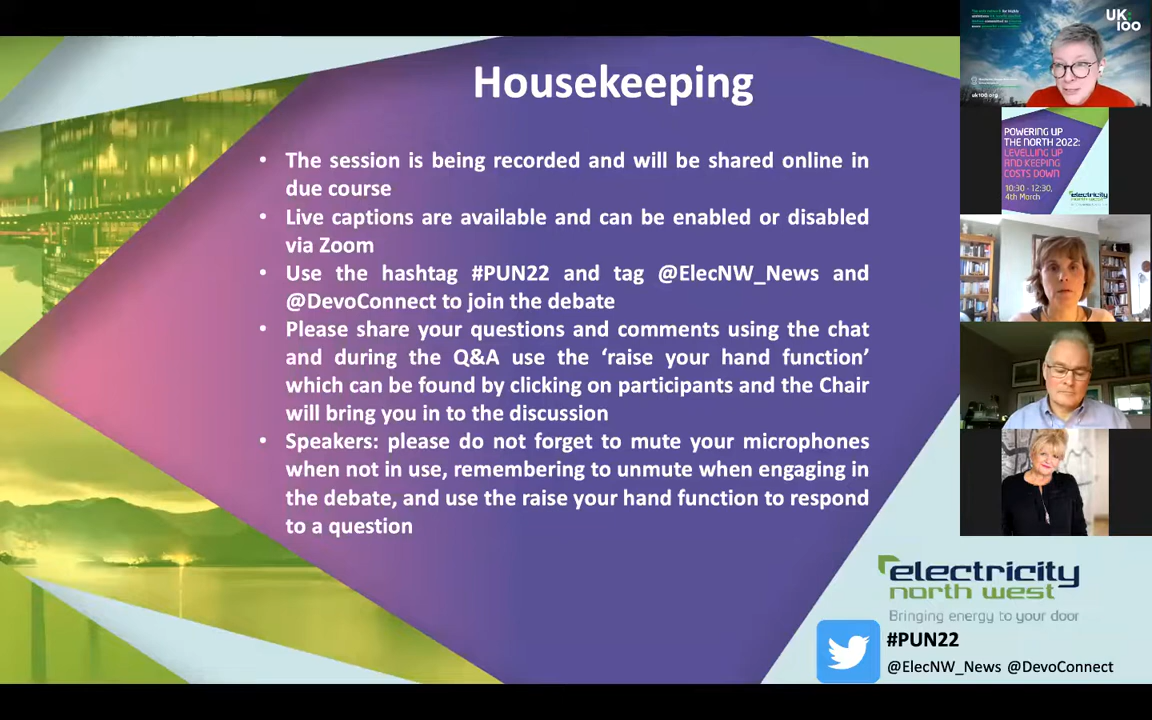 Housekeeping
• The session is being recorded and will be shared online in
due course
• Live captions are available and can be enabled or disabled
via Zoom
• Use the hashtag #PUN22 and tag @ElecNW_News and
@DevoConnect to join the debate
• Please share your questions and comments using the chat
and during the Q&A use the ‘raise your hand function’
which can be found by clicking on participants and the Chair
will bring you in to the discussion
• Speakers: please do not forget to mute your microphones
when not in use, remembering to unmute when engaging in
the debate, and use the raise your hand function to respond
to a question
electricity
north west
Bringing energy to your door
#PUN22
@ElecNW_News @DevoConnect
UK:
100
uk100.org
POWERING UP
THE NORTH 2022:
LEVELLING UP
AND KEEPING
COSTS DOWN
10:30 - 12:30,
4th March
electricity
north west